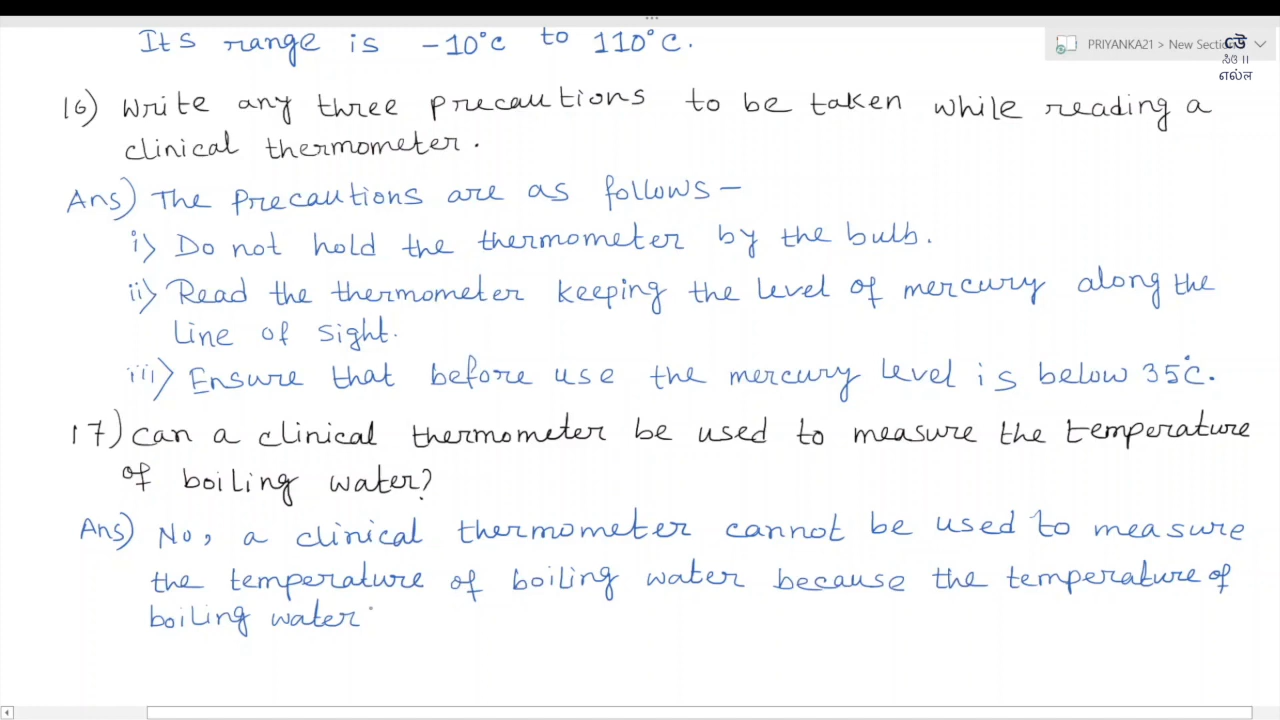 Its range is -10°c to 110°C.
PRIYANKA21 > New Section
16) Write any three precautions to be taken while reading a
clinical thermometer.
Ans) The precautions are as follows –
i) Do not hold the thermometer by the bulb.
ii) Read the thermometer keeping the level of mercury along the
line of sight.
iii) Ensure that before use the mercury level is below 35°c.
17) Can a clinical thermometer be used to measure the temperature
of boiling water?
Ans) No, a clinical thermometer cannot be used to measure
the temperature of boiling water because the temperature of
boiling water